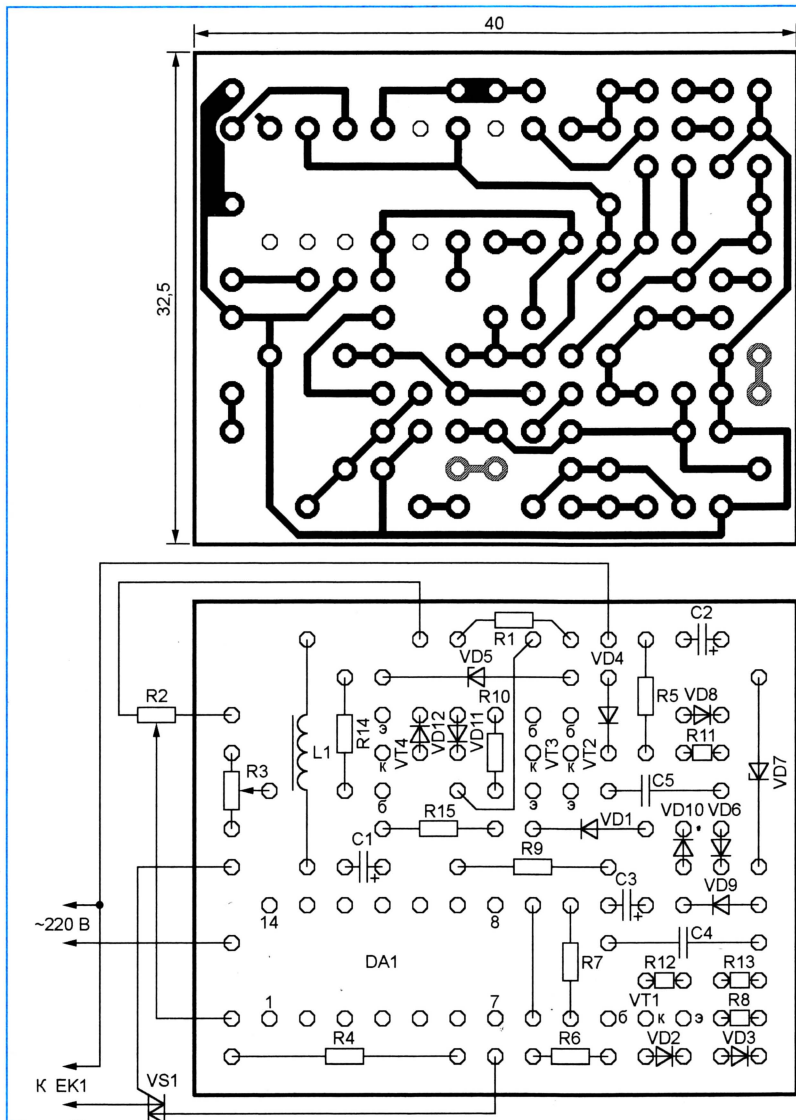 40
32,5
C2
R1
VD5
VD4
R10
R2
R14
э
VD12
VD11
б
б
R5
VD8
L1
VT4
к
к
VT3
к
VT2
R11
R3
б
э
э
C5
VD7
R15
VD1
VD10
VD6
C1
+
R9
C3
+
VD9
14
8
C4
~220 В
DA1
R7
R12
R13
1
7
VT1
б
к
э
R8
R4
R6
VD2
VD3
К EK1
VS1